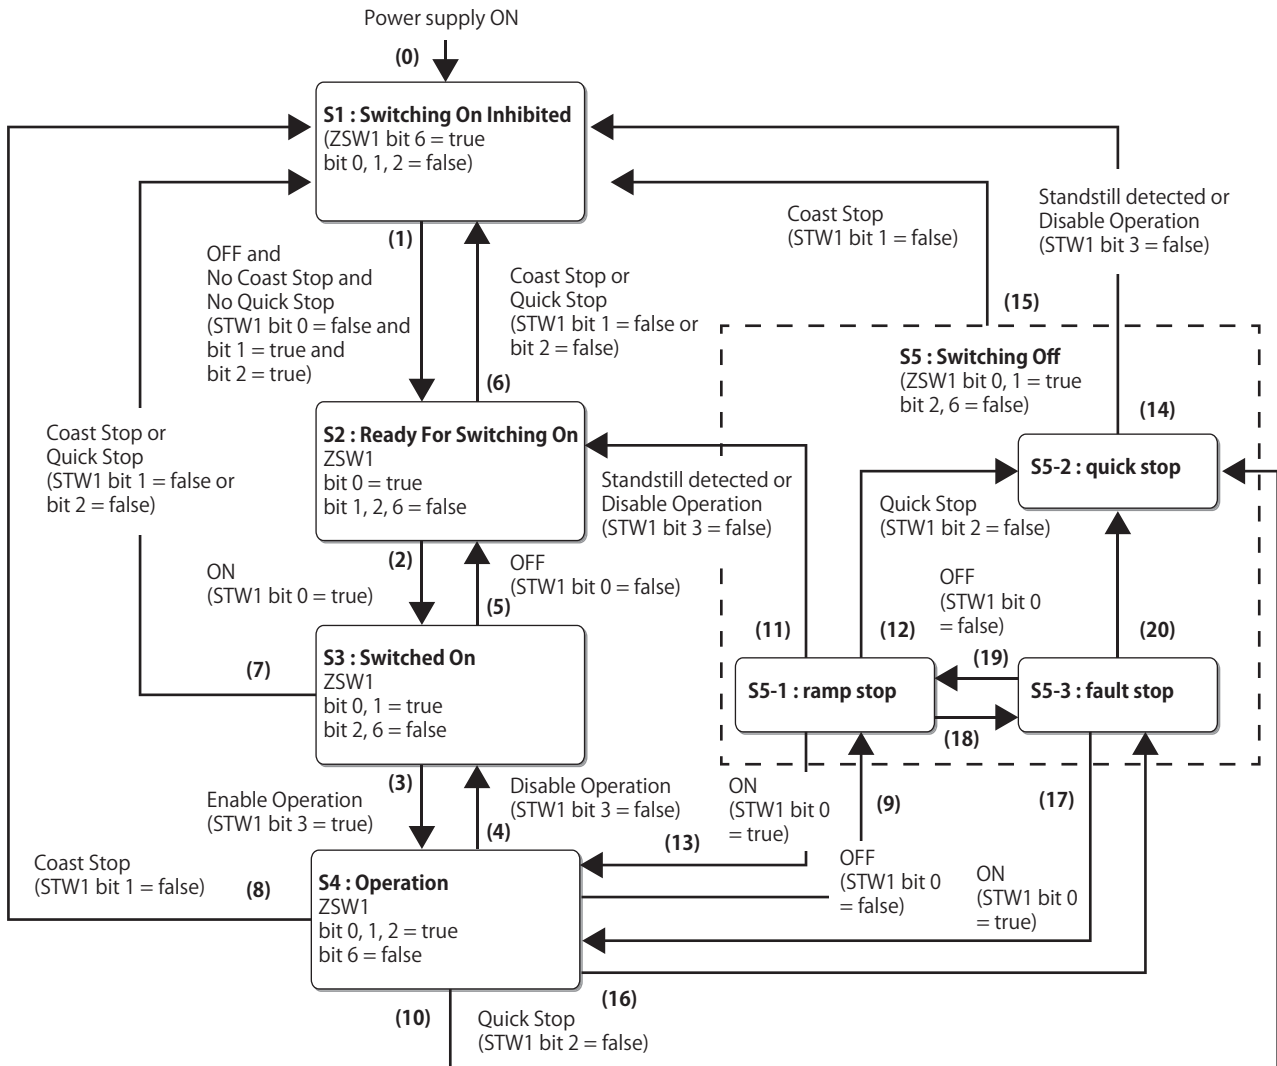 Power supply ON
(0)
S1 : Switching On Inhibited
(ZSW1 bit 6 = true
bit 0, 1, 2 = false)
(1)
OFF and
No Coast Stop and
No Quick Stop
(STW1 bit 0 = false and
bit 1 = true and
bit 2 = true)
Coast Stop or
Quick Stop
(STW1 bit 1 = false or
bit 2 = false)
(6)
Coast Stop
(STW1 bit 1 = false)
(15)
Standstill detected or
Disable Operation
(STW1 bit 3 = false)
S5 : Switching Off
(ZSW1 bit 0, 1 = true
bit 2, 6 = false)
(14)
S2 : Ready For Switching On
ZSW1
bit 0 = true
bit 1, 2, 6 = false
Coast Stop or
Quick Stop
(STW1 bit 1 = false or
bit 2 = false)
Standstill detected or
Disable Operation
(STW1 bit 3 = false)
S5-2 : quick stop
Quick Stop
(STW1 bit 2 = false)
(2)
ON
(STW1 bit 0 = true)
OFF
(STW1 bit 0 = false)
(5)
OFF
(STW1 bit 0
= false)
(11)
(12)
(19)
(20)
S3 : Switched On
ZSW1
bit 0, 1 = true
bit 2, 6 = false
(7)
S5-1 : ramp stop
S5-3 : fault stop
(18)
(3)
Enable Operation
(STW1 bit 3 = true)
Disable Operation
(STW1 bit 3 = false)
(4)
ON
(STW1 bit 0
= true)
(9)
(17)
(13)
OFF
(STW1 bit 0
= false)
ON
(STW1 bit 0
= true)
Coast Stop
(STW1 bit 1 = false)
(8)
S4 : Operation
ZSW1
bit 0, 1, 2 = true
bit 6 = false
(16)
(10)
Quick Stop
(STW1 bit 2 = false)